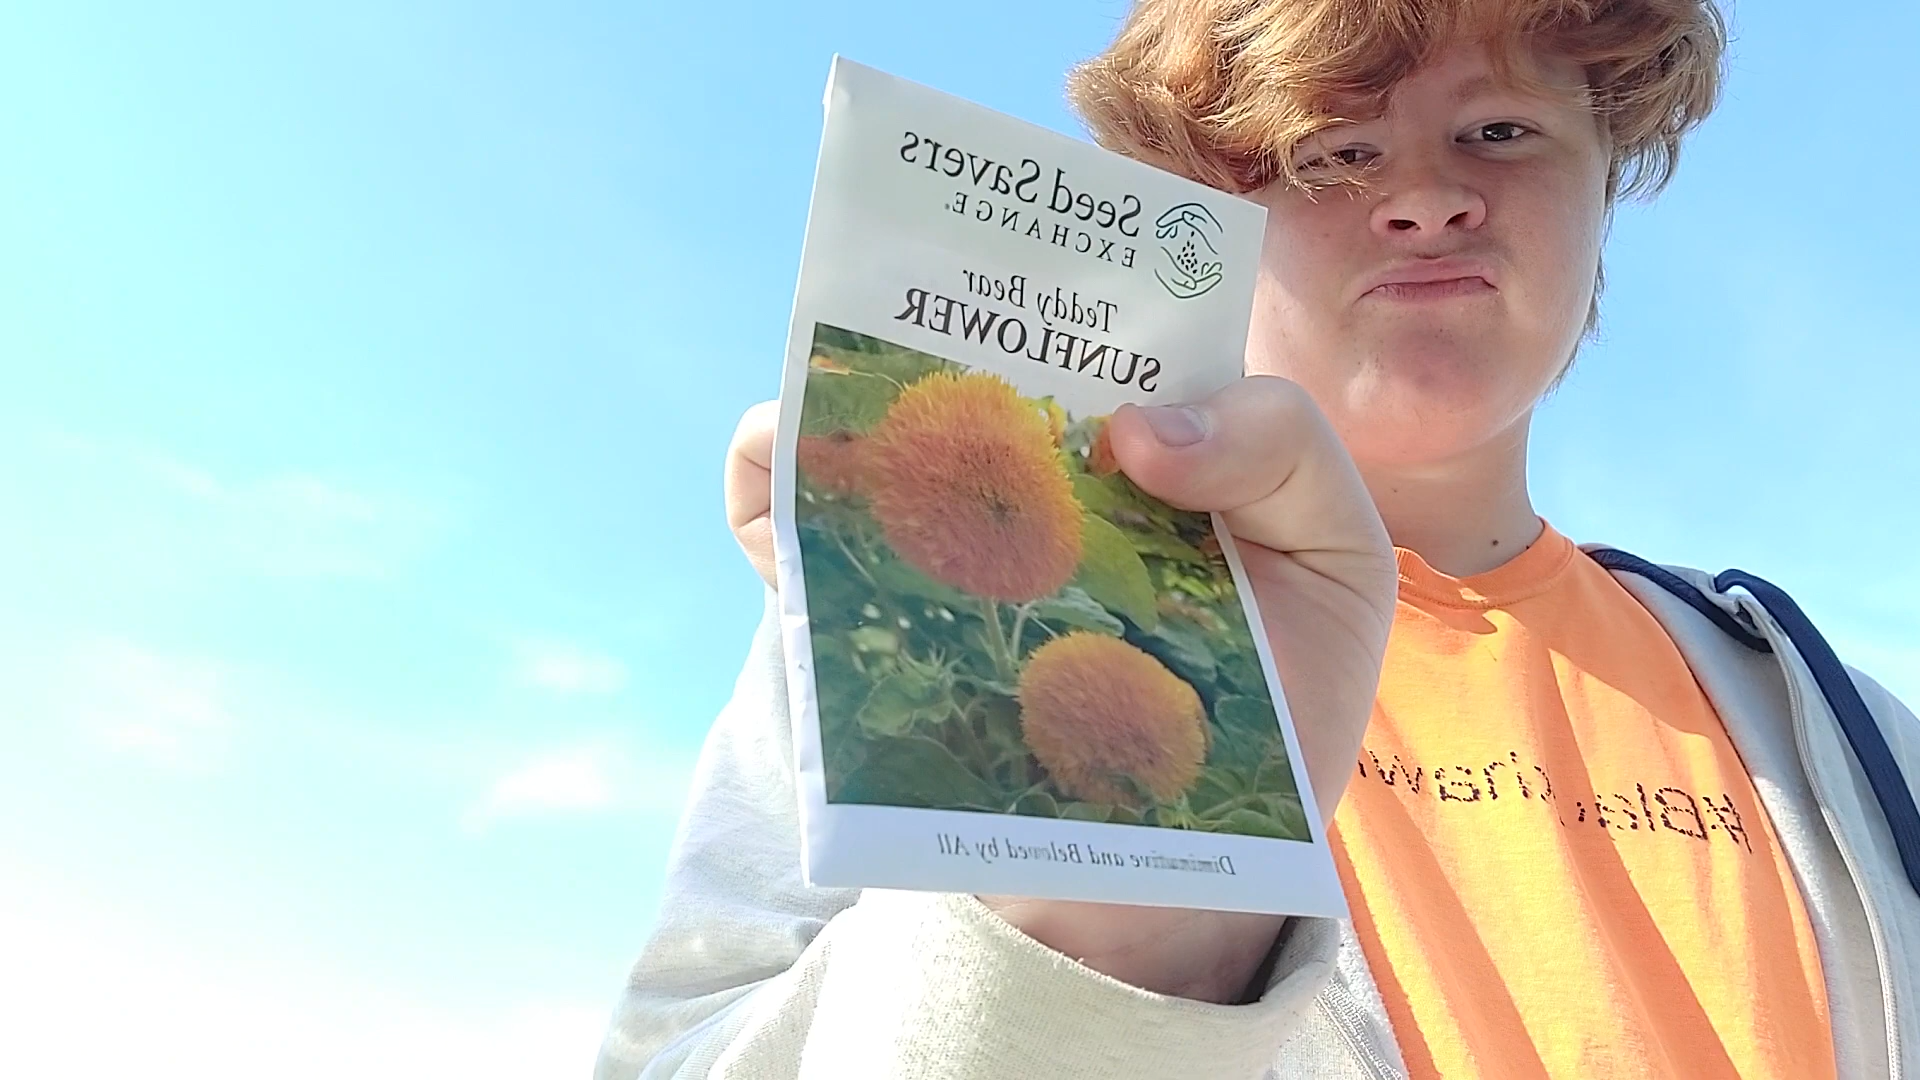 Seed Savers
EXCHANGE®
Teddy Bear
SUNFLOWER
Diminutive and Beloved by All